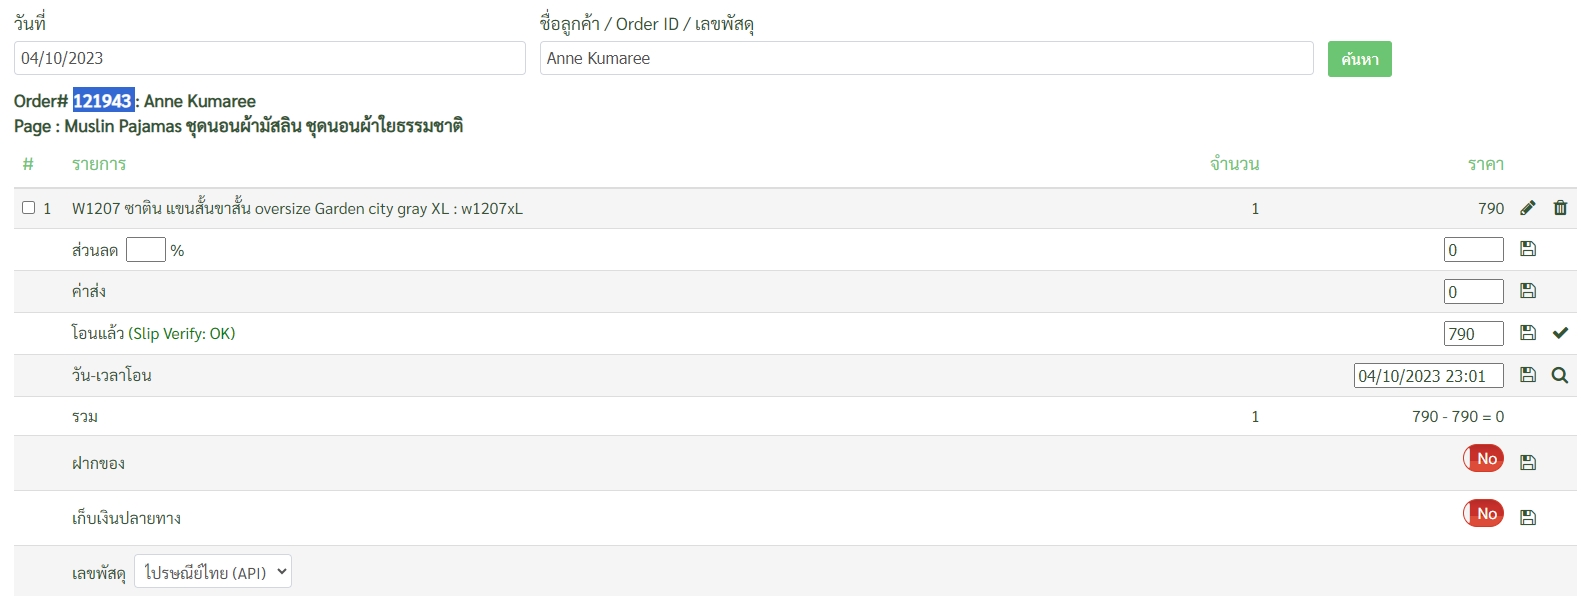 วันที่ ชื่อลูกค้า / Order ID / เลขพัสดุ
04/10/2023 Anne Kumaree ค้นหา
Order# 121943 : Anne Kumaree
Page : Muslin Pajamas ชุดนอนผ้ามัสลิน ชุดนอนผ้าใยธรรมชาติ
# รายการ จำนวน ราคา
1 W1207 ซาติน แขนสั้นขาสั้น oversize Garden city gray XL : w1207xL 1 790
ส่วนลด % 0
ค่าส่ง 0
โอนแล้ว (Slip Verify: OK) 790
วัน-เวลาโอน 04/10/2023 23:01
รวม 1 790 - 790 = 0
ฝากของ No
เก็บเงินปลายทาง No
เลขพัสดุ ไปรษณีย์ไทย (API)